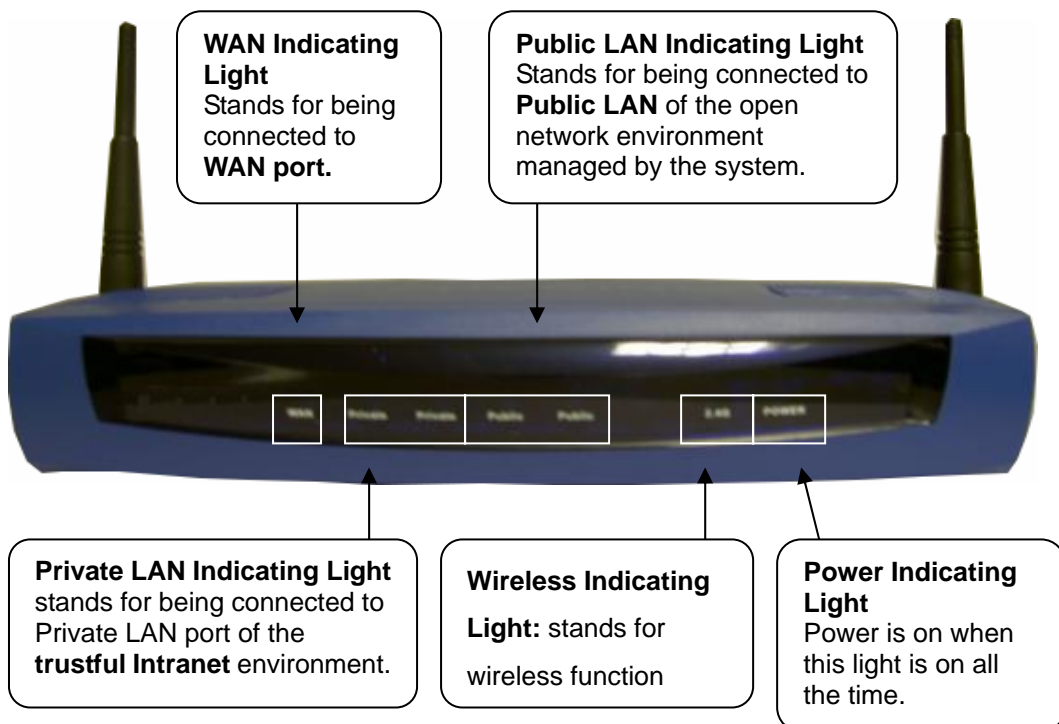 WAN Indicating
Light
Stands for being
connected to
WAN port.
Public LAN Indicating Light
Stands for being connected to
Public LAN of the open
network environment
managed by the system.
WAN
Private
Private
Public
Public
2.4G
POWER
Private LAN Indicating Light
stands for being connected to
Private LAN port of the
trustful Intranet environment.
Wireless Indicating
Light: stands for
wireless function
Power Indicating
Light
Power is on when
this light is on all
the time.